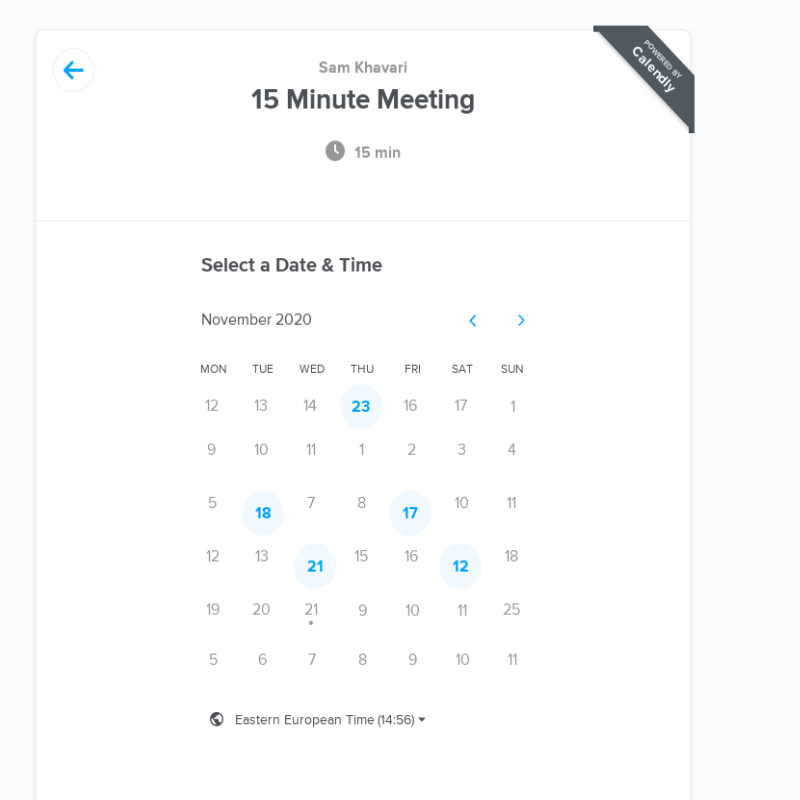 Sam Khavari
POWERED BY
Calendly
15 Minute Meeting
15 min
Select a Date & Time
November 2020
MON TUE WED THU FRI SAT SUN
12 13 14 23 16 17 1
9 10 11 1 2 3 4
5 18 7 8 17 10 11
12 13 21 15 16 12 18
19 20 21 9 10 11 25
5 6 7 8 9 10 11
Eastern European Time (14:56)